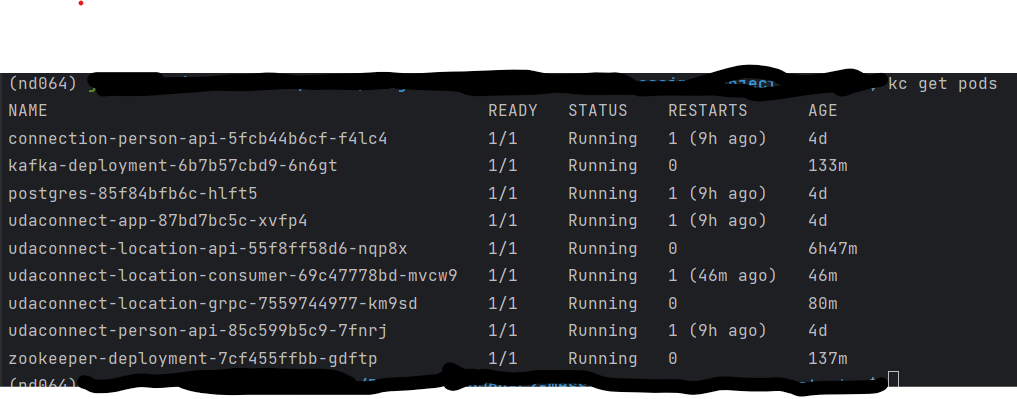 (nd064) kc get pods
NAME READY STATUS RESTARTS AGE
connection-person-api-5fcb44b6cf-f4lc4 1/1 Running 1 (9h ago) 4d
kafka-deployment-6b7b57cbd9-6n6gt 1/1 Running 0 133m
postgres-85f84bfb6c-hlft5 1/1 Running 1 (9h ago) 4d
udaconnect-app-87bd7bc5c-xvfp4 1/1 Running 1 (9h ago) 4d
udaconnect-location-api-55f8ff58d6-nqp8x 1/1 Running 0 6h47m
udaconnect-location-consumer-69c47778bd-mvcw9 1/1 Running 1 (46m ago) 46m
udaconnect-location-grpc-7559744977-km9sd 1/1 Running 0 80m
udaconnect-person-api-85c599b5c9-7fnrj 1/1 Running 1 (9h ago) 4d
zookeeper-deployment-7cf455ffbb-gdftp 1/1 Running 0 137m
(nd064)